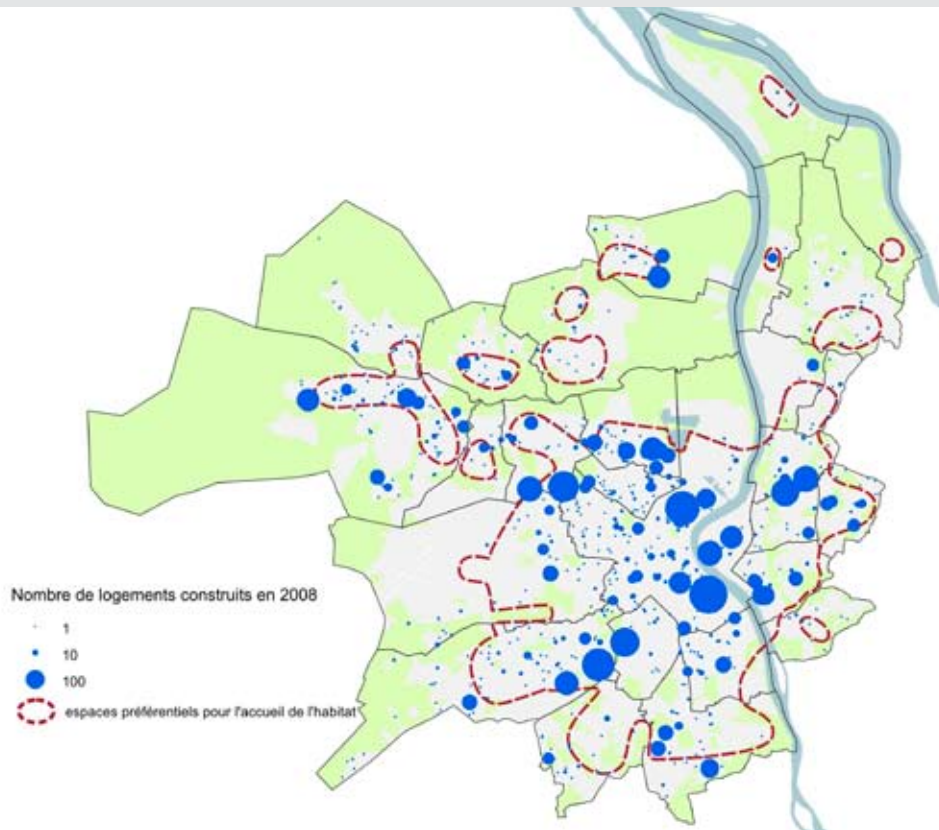 Nombre de logements construits en 2008
1
10
100
espaces préférentiels pour l'accueil de l'habitat